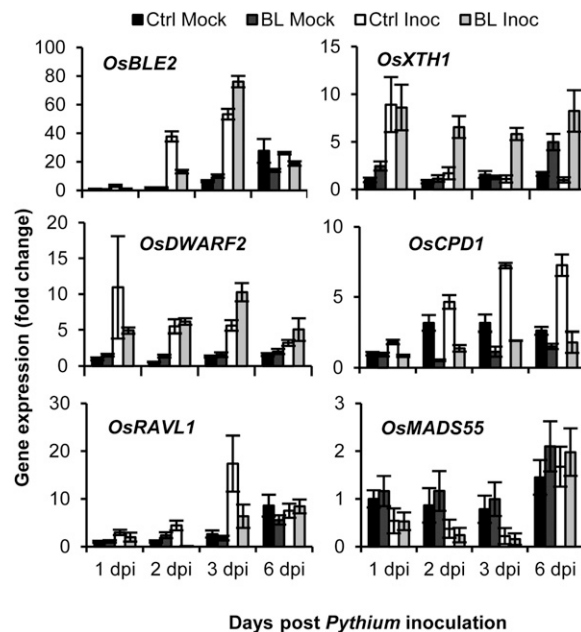 Ctrl Mock BL Mock Ctrl Inoc BL Inoc
100
80
60
40
20
0
OsBLE2
15
10
5
0
OsXTH1
Gene expression (fold change)
20
15
10
5
0
OsDWARF2
10
5
0
OsCPD1
30
20
10
0
OsRAVL1
3
2
1
0
OsMADS55
1 dpi 2 dpi 3 dpi 6 dpi 1 dpi 2 dpi 3 dpi 6 dpi
Days post Pythium inoculation